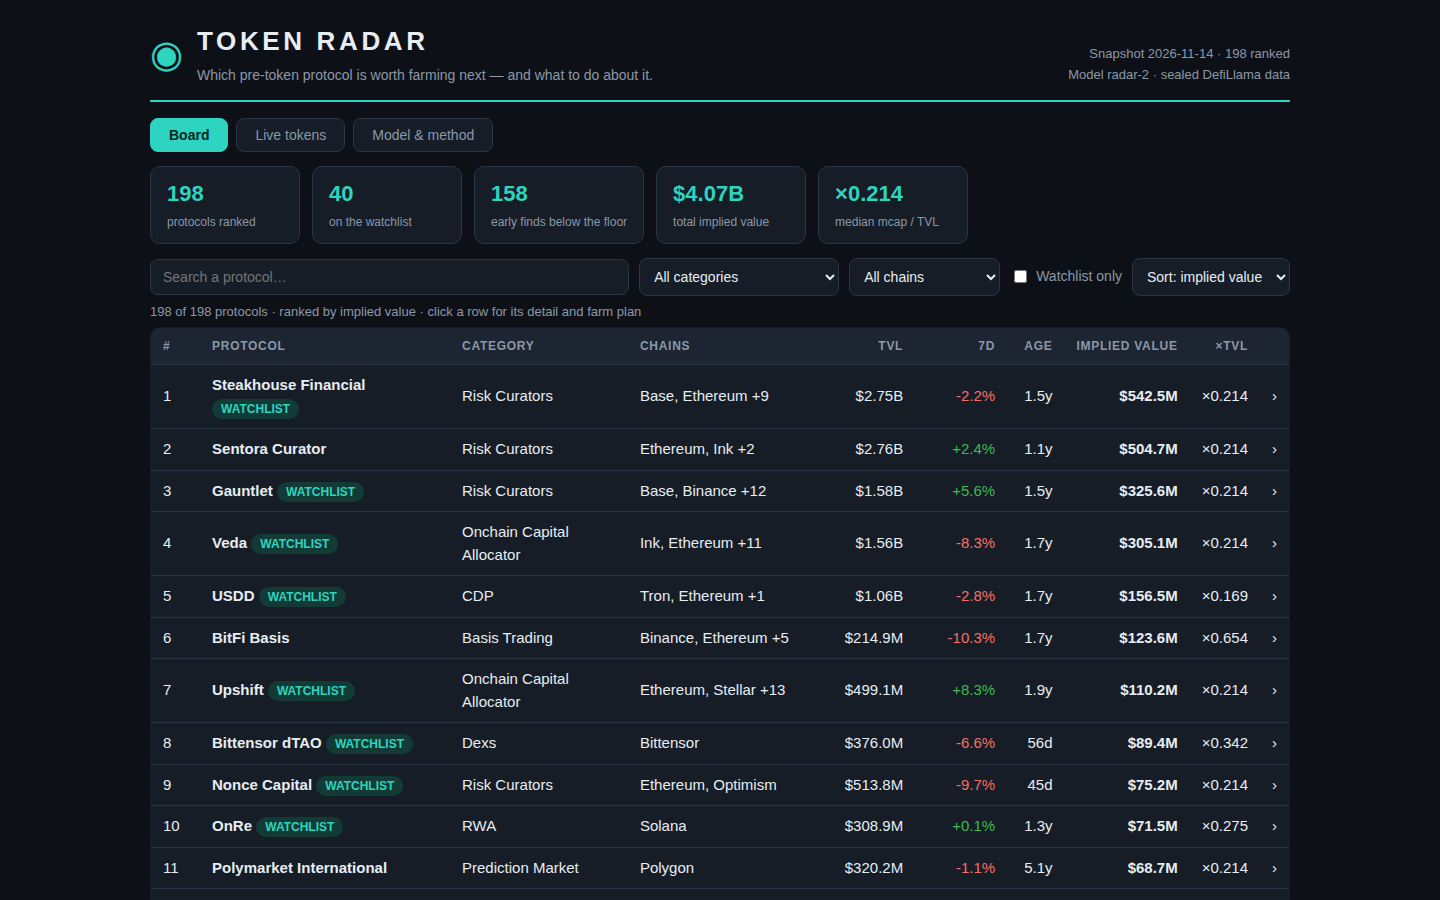 TOKEN RADAR
Which pre-token protocol is worth farming next — and what to do about it.
Snapshot 2026-11-14 · 198 ranked
Model radar-2 · sealed DefiLlama data
Board
Live tokens
Model & method
198
protocols ranked
40
on the watchlist
158
early finds below the floor
$4.07B
total implied value
×0.214
median mcap / TVL
Search a protocol…
All categories
All chains
Watchlist only
Sort: implied value
198 of 198 protocols · ranked by implied value · click a row for its detail and farm plan
# PROTOCOL CATEGORY CHAINS TVL 7D AGE IMPLIED VALUE ×TVL
1 Steakhouse Financial WATCHLIST Risk Curators Base, Ethereum +9 $2.75B -2.2% 1.5y $542.5M ×0.214 ›
2 Sentora Curator Risk Curators Ethereum, Ink +2 $2.76B +2.4% 1.1y $504.7M ×0.214 ›
3 Gauntlet WATCHLIST Risk Curators Base, Binance +12 $1.58B +5.6% 1.5y $325.6M ×0.214 ›
4 Veda WATCHLIST Onchain Capital Allocator Ink, Ethereum +11 $1.56B -8.3% 1.7y $305.1M ×0.214 ›
5 USDD WATCHLIST CDP Tron, Ethereum +1 $1.06B -2.8% 1.7y $156.5M ×0.169 ›
6 BitFi Basis Basis Trading Binance, Ethereum +5 $214.9M -10.3% 1.7y $123.6M ×0.654 ›
7 Upshift WATCHLIST Onchain Capital Allocator Ethereum, Stellar +13 $499.1M +8.3% 1.9y $110.2M ×0.214 ›
8 Bittensor dTAO WATCHLIST Dexs Bittensor $376.0M -6.6% 56d $89.4M ×0.342 ›
9 Nonce Capital WATCHLIST Risk Curators Ethereum, Optimism $513.8M -9.7% 45d $75.2M ×0.214 ›
10 OnRe WATCHLIST RWA Solana $308.9M +0.1% 1.3y $71.5M ×0.275 ›
11 Polymarket International Prediction Market Polygon $320.2M -1.1% 5.1y $68.7M ×0.214 ›